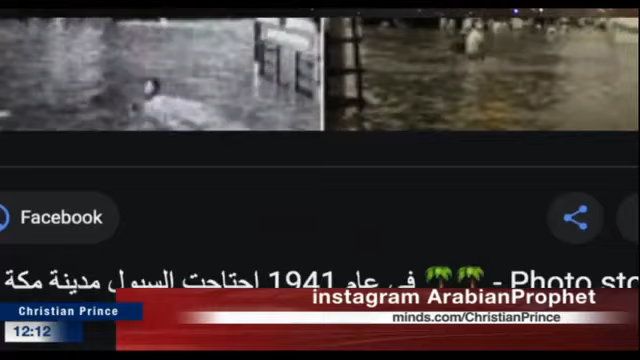 Facebook
Photo sto - 🌴🌴 في عام 1941 اجتاحت السيول مدينة مكة
instagram ArabianProphet
Christian Prince
minds.com/ChristianPrince
12:12